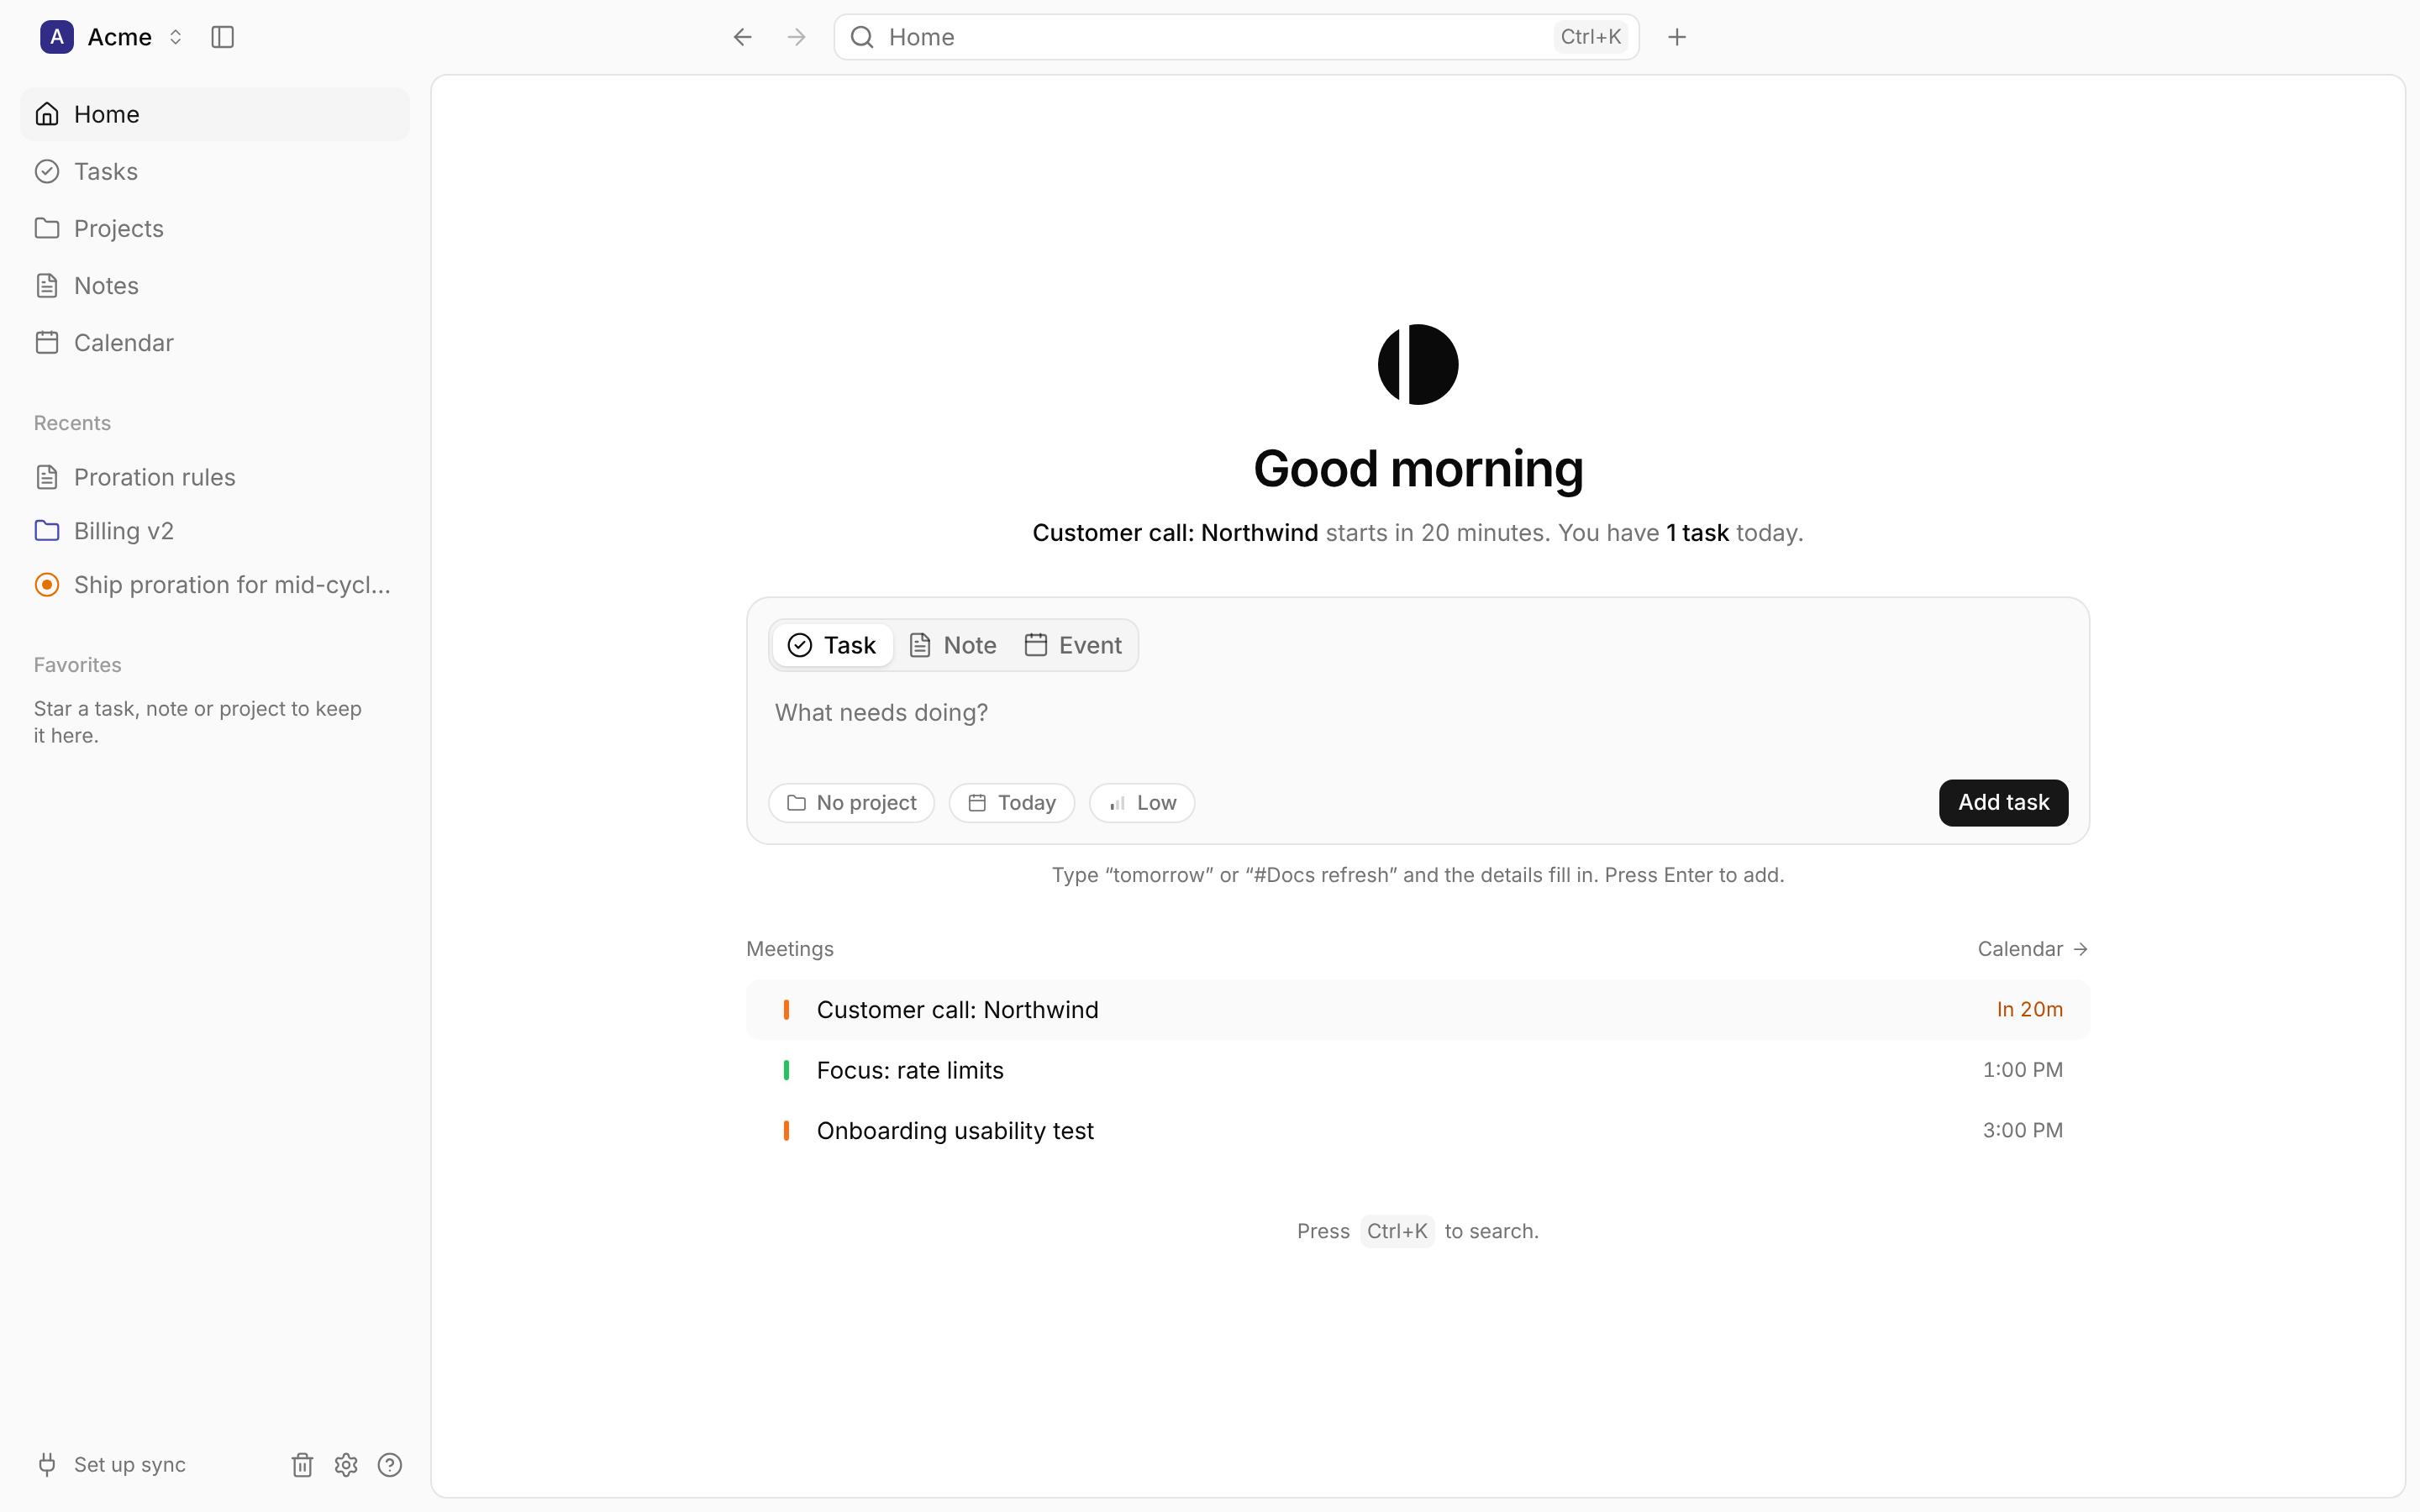 A Acme
Home Ctrl+K
Home
Tasks
Projects
Notes
Calendar
Recents
Proration rules
Billing v2
Ship proration for mid-cycl...
Favorites
Star a task, note or project to keep
it here.
Set up sync
Good morning
Customer call: Northwind starts in 20 minutes. You have 1 task today.
Task Note Event
What needs doing?
No project Today Low Add task
Type “tomorrow” or “#Docs refresh” and the details fill in. Press Enter to add.
Meetings Calendar →
Customer call: Northwind In 20m
Focus: rate limits 1:00 PM
Onboarding usability test 3:00 PM
Press Ctrl+K to search.